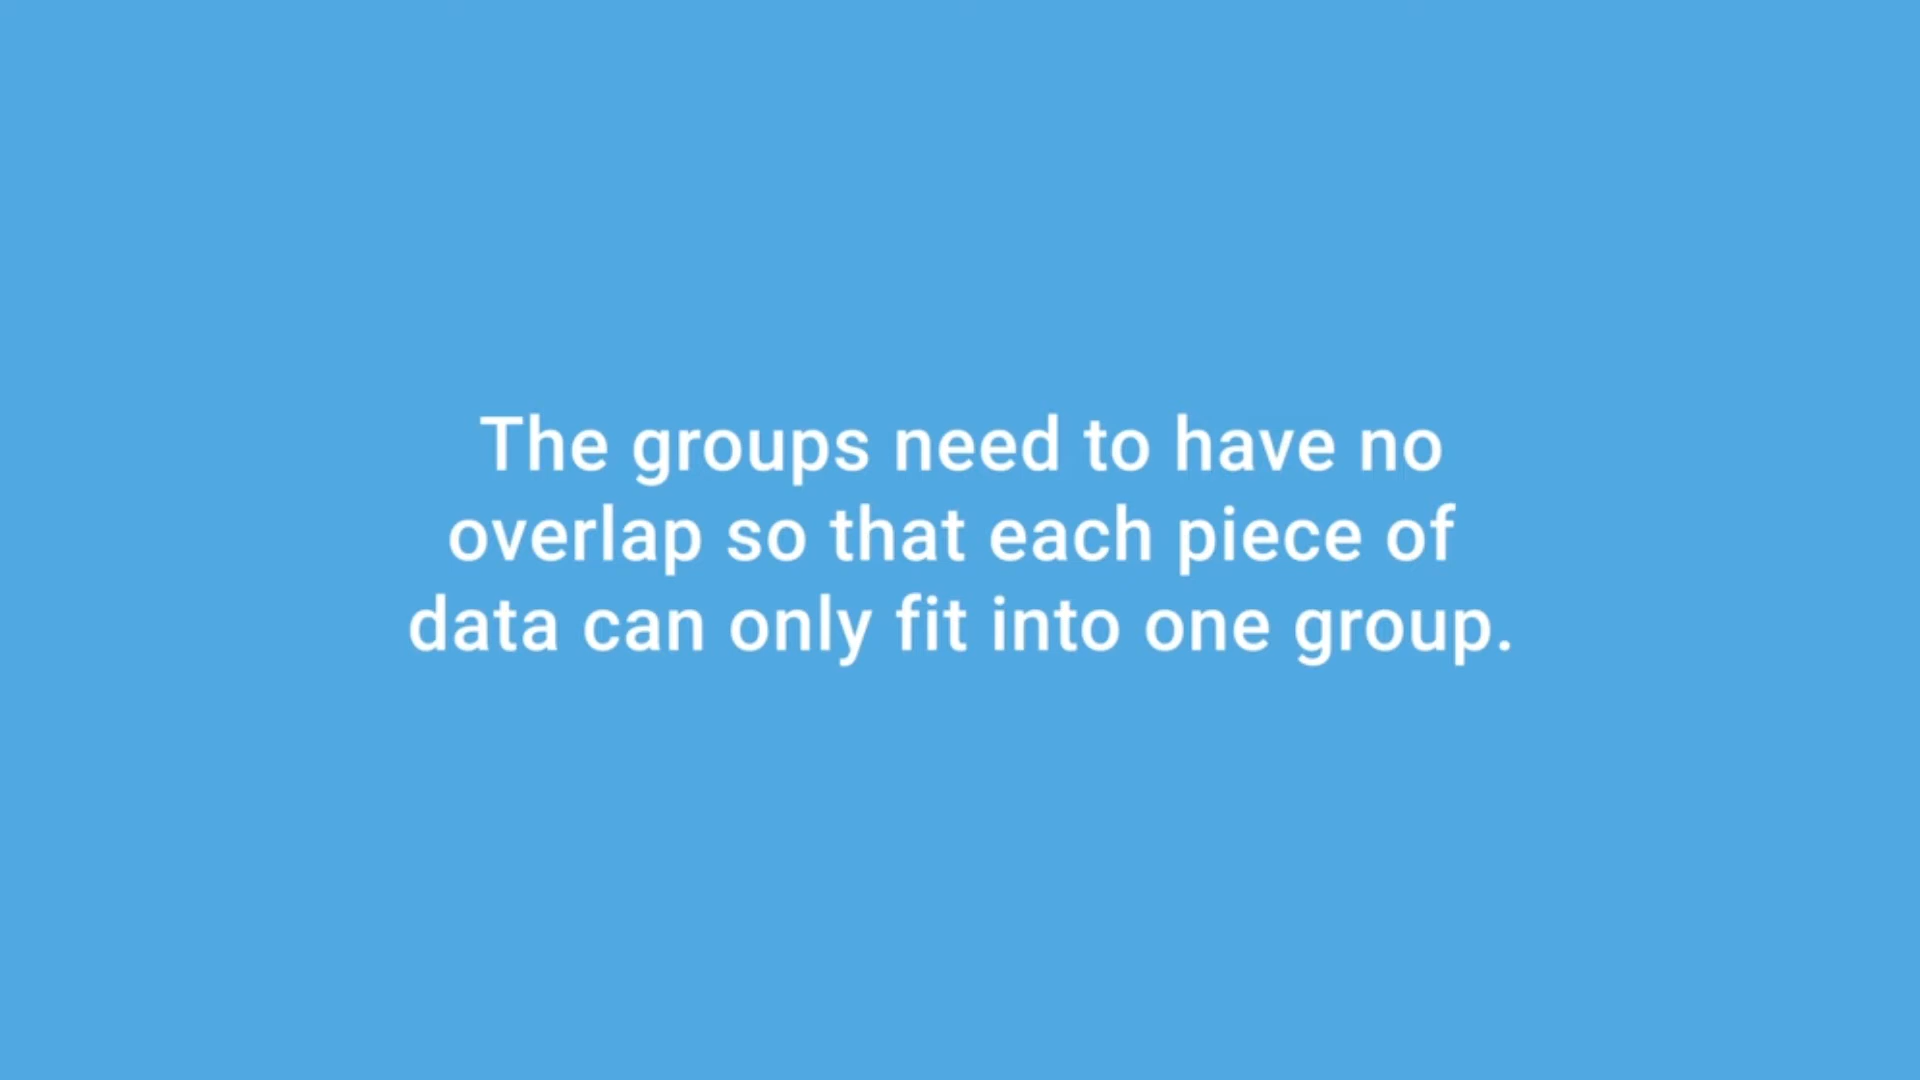 The groups need to have no
overlap so that each piece of
data can only fit into one group.